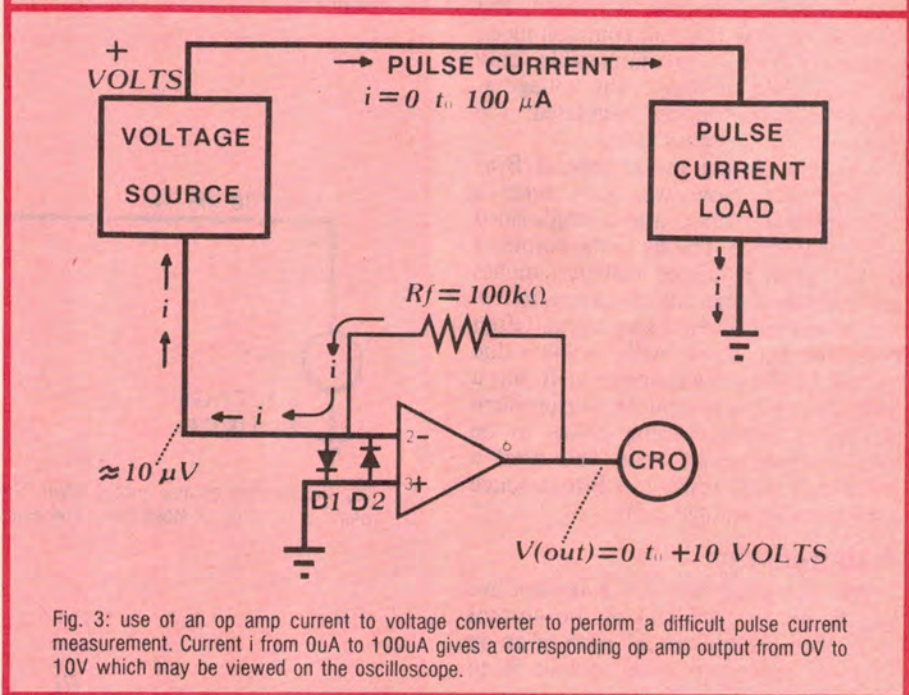 +
VOLTS
→ PULSE CURRENT →
i = 0 to 100 µA
VOLTAGE
SOURCE
PULSE
CURRENT
LOAD
i
i
Rf = 100kΩ
i
i
≈10 µV
2-
6
3+
D1 D2
CRO
V(out)=0 to +10 VOLTS
Fig. 3: use of an op amp current to voltage converter to perform a difficult pulse current
measurement. Current i from 0uA to 100uA gives a corresponding op amp output from 0V to
10V which may be viewed on the oscilloscope.